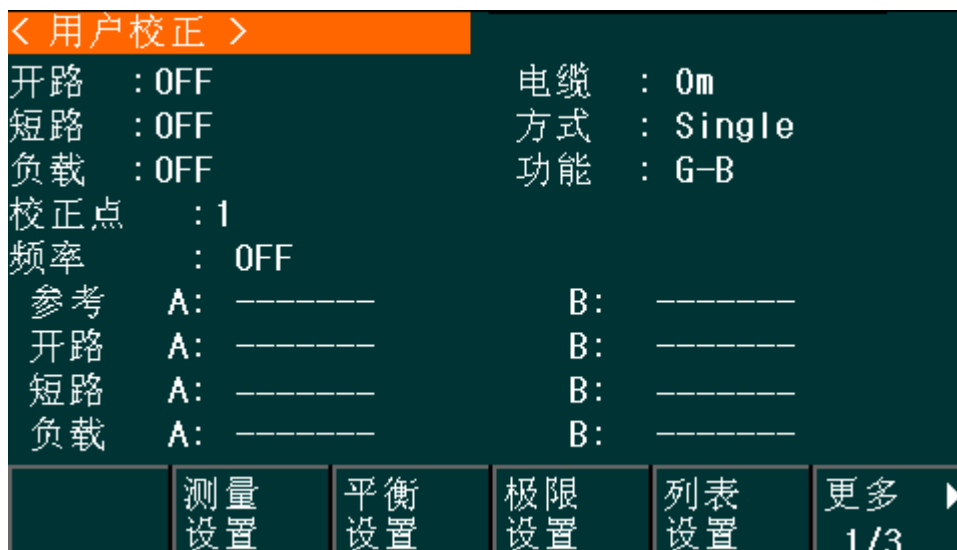 < 用户校正 >
开路 :OFF 电缆 : 0m
短路 :OFF 方式 : Single
负载 :OFF 功能 : G-B
校正点 :1
频率 : OFF
参考 A: ------- B: -------
开路 A: ------- B: -------
短路 A: ------- B: -------
负载 A: ------- B: -------
测量 平衡 极限 列表 更多
设置 设置 设置 设置 1/3